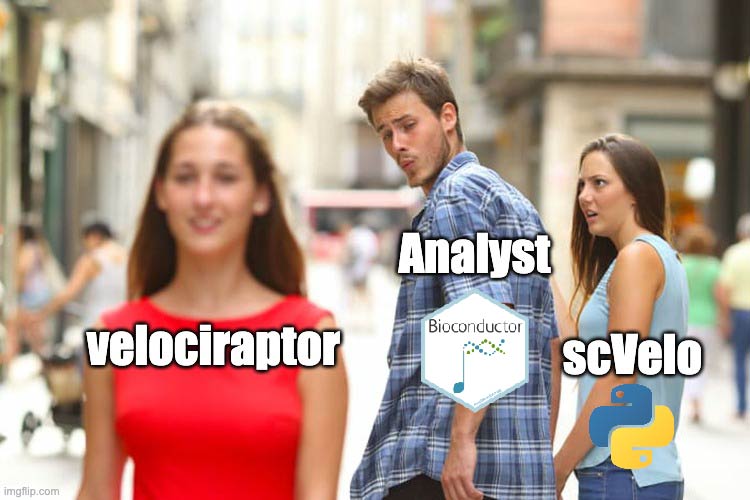 Analyst
Bioconductor
velociraptor
scVelo
imgflip.com